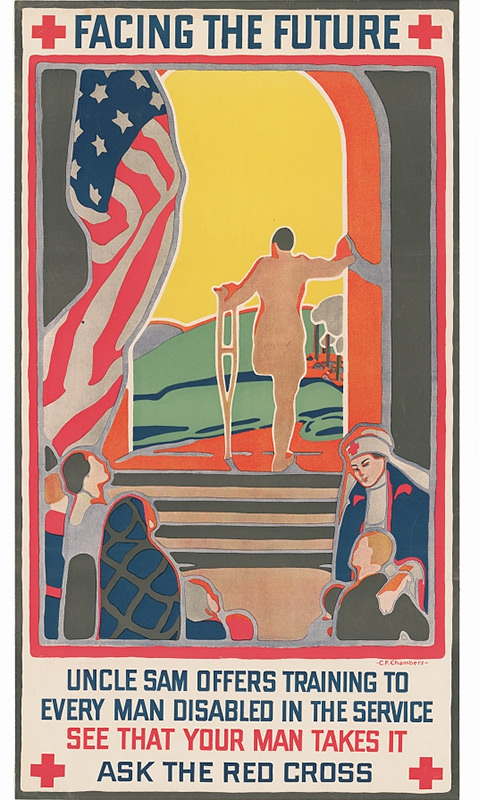 FACING THE FUTURE
-C.F.Chambers-
UNCLE SAM OFFERS TRAINING TO
EVERY MAN DISABLED IN THE SERVICE
SEE THAT YOUR MAN TAKES IT
ASK THE RED CROSS